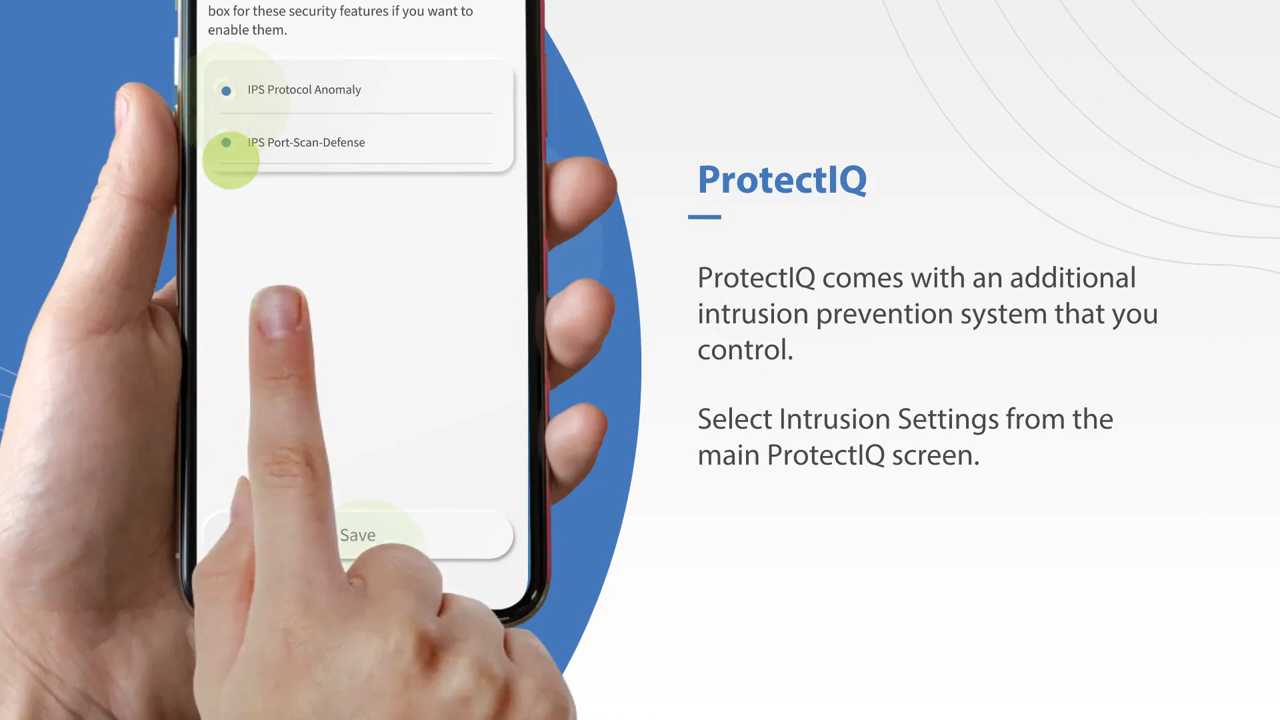 box for these security features if you want to
enable them.
IPS Protocol Anomaly
IPS Port-Scan-Defense
Save
ProtectIQ
ProtectIQ comes with an additional
intrusion prevention system that you
control.
Select Intrusion Settings from the
main ProtectIQ screen.